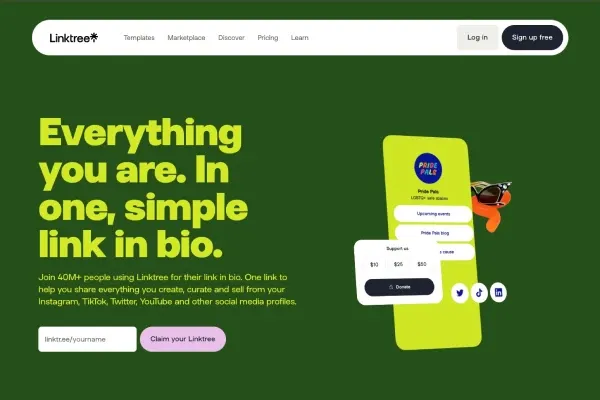 Linktree
Templates Marketplace Discover Pricing Learn
Log in
Sign up free
Everything
you are. In
one, simple
link in bio.
Join 40M+ people using Linktree for their link in bio. One link to
help you share everything you create, curate and sell from your
Instagram, TikTok, Twitter, YouTube and other social media profiles.
linktr.ee/yourname
Claim your Linktree
PRIDE
PALS
Pride Pals
LGBTQ+ safe spaces
Upcoming events
Pride Pals blog
cause
Support us
$10 $25 $50
Donate